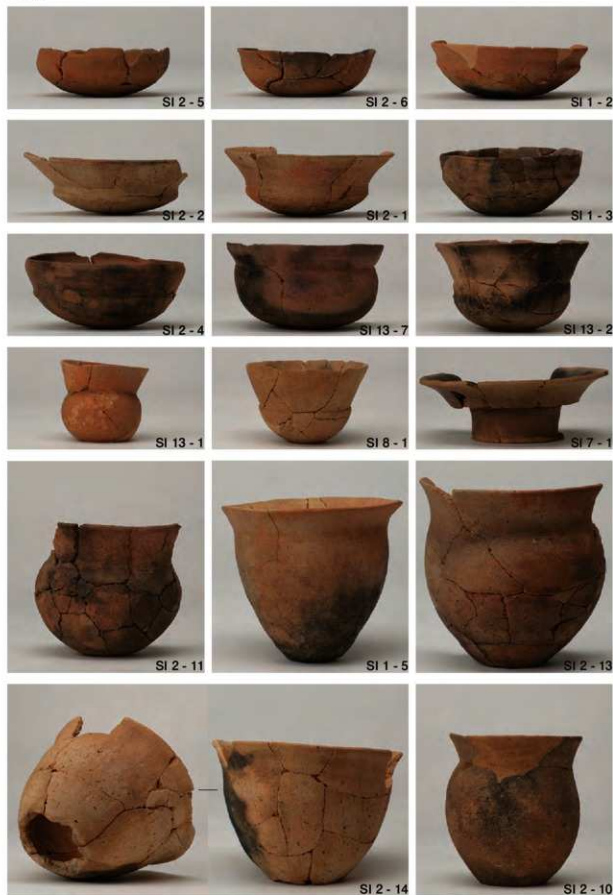 SI 2 - 5
SI 2 - 6
SI 1 - 2
SI 2 - 2
SI 2 - 1
SI 1 - 3
SI 2 - 4
SI 13 - 7
SI 13 - 2
SI 13 - 1
SI 8 - 1
SI 7 - 1
SI 2 - 11
SI 1 - 5
SI 2 - 13
SI 2 - 14
SI 2 - 10